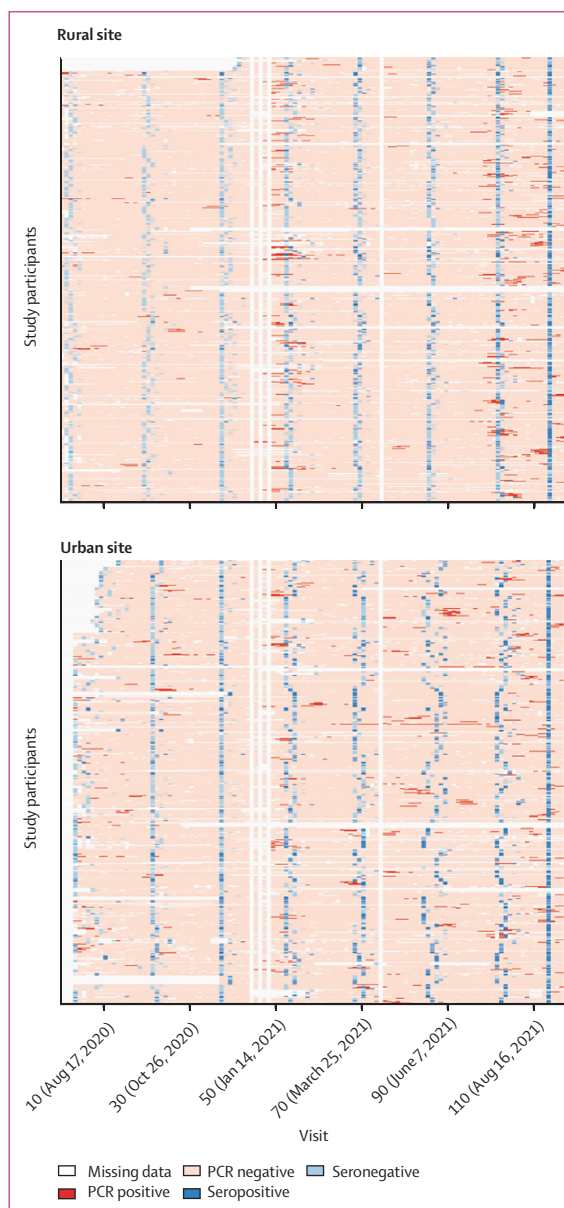 Rural site
Study participants
Urban site
Study participants
10 (Aug 17, 2020)
30 (Oct 26, 2020)
50 (Jan 14, 2021)
70 (March 25, 2021)
90 (June 7, 2021)
110 (Aug 16, 2021)
Visit
Missing data PCR negative Seronegative
PCR positive Seropositive